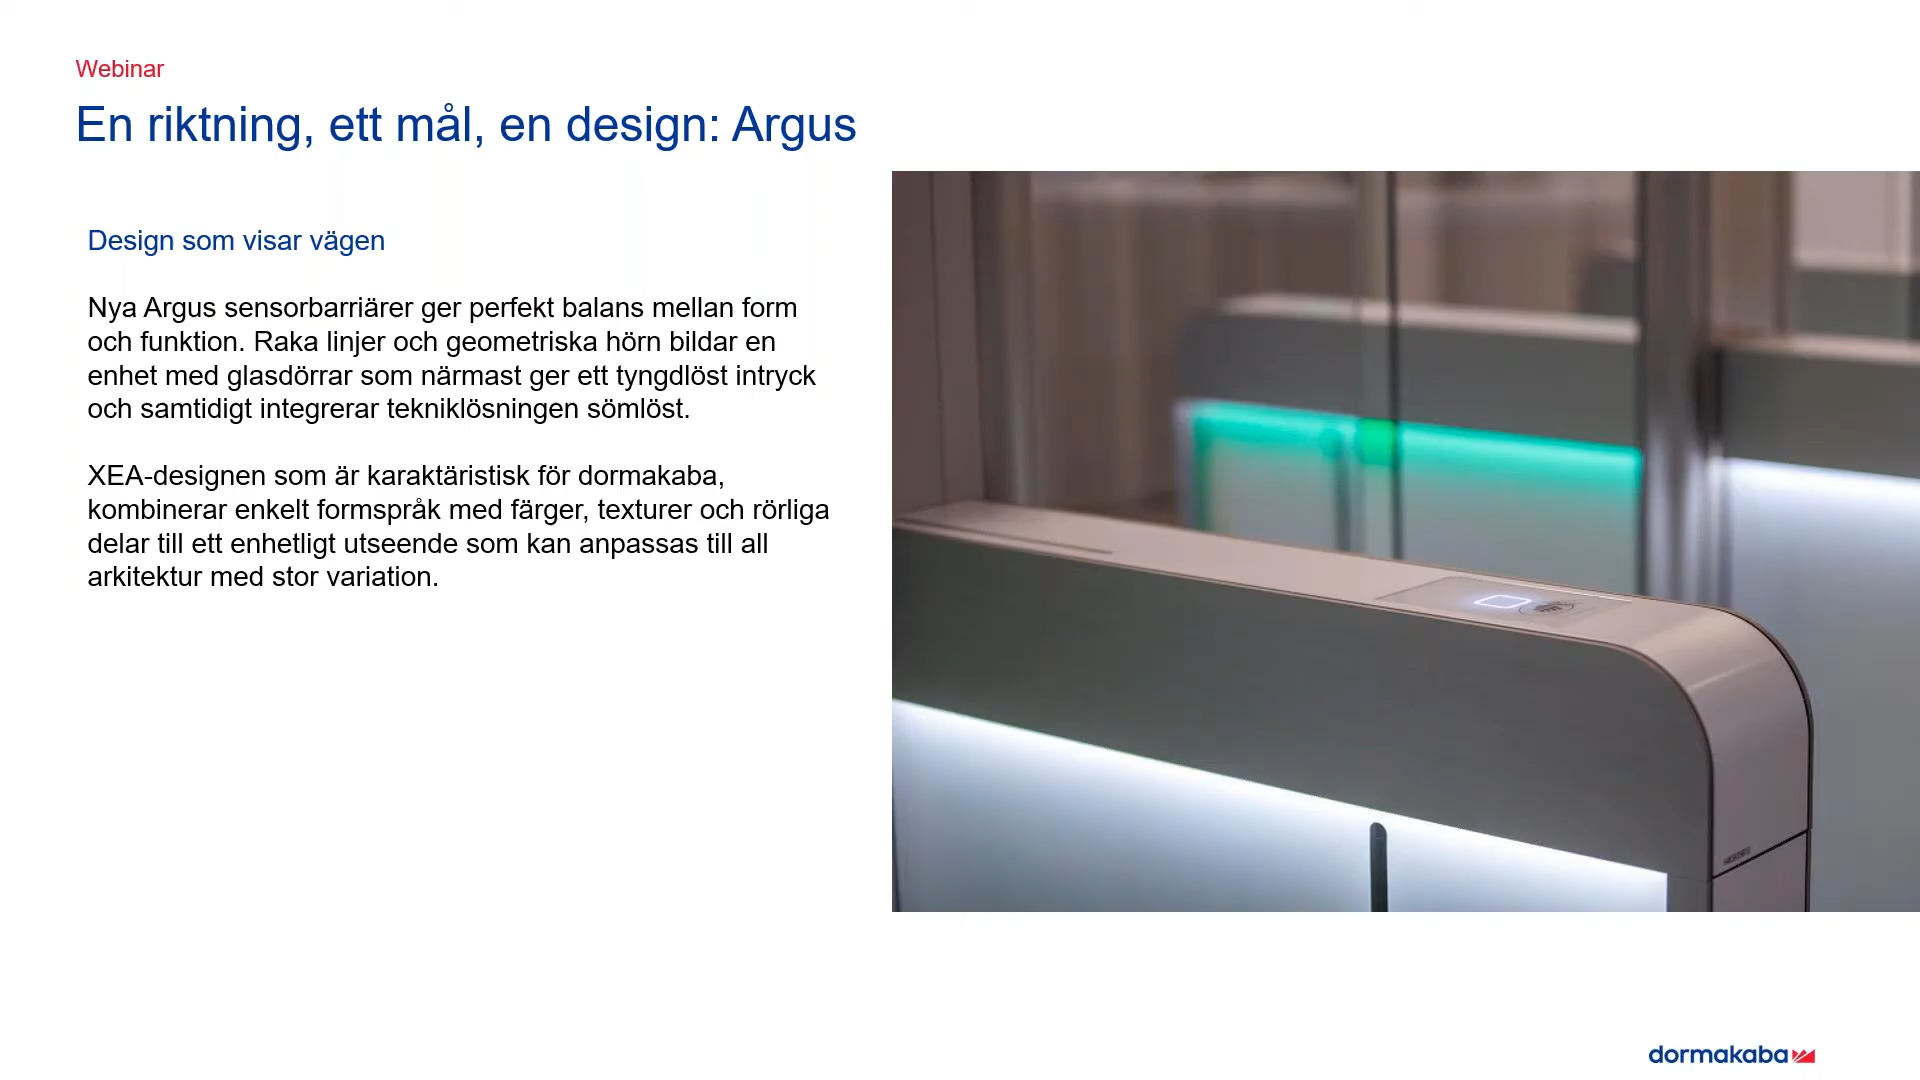 Webinar
En riktning, ett mål, en design: Argus
Design som visar vägen
Nya Argus sensorbarriärer ger perfekt balans mellan form
och funktion. Raka linjer och geometriska hörn bildar en
enhet med glasdörrar som närmast ger ett tyngdlöst intryck
och samtidigt integrerar tekniklösningen sömlöst.
XEA-designen som är karaktäristisk för dormakaba,
kombinerar enkelt formspråk med färger, texturer och rörliga
delar till ett enhetligt utseende som kan anpassas till all
arkitektur med stor variation.
dormakaba